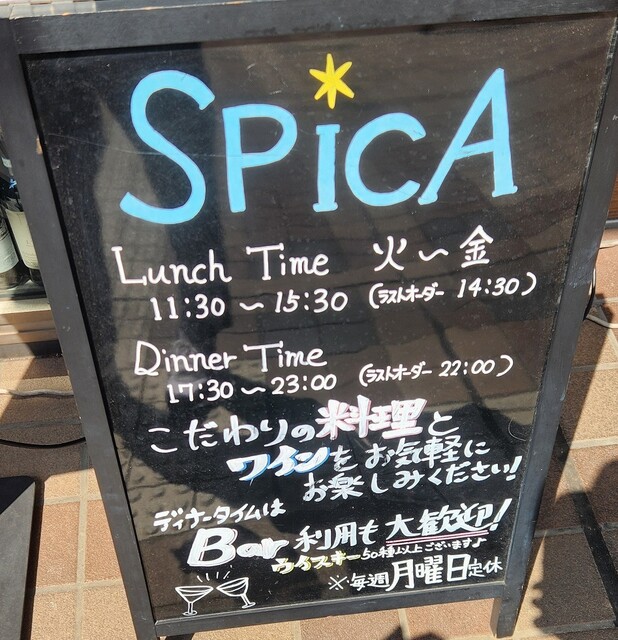 SPICA
Lunch Time 火～金
11:30～15:30 (ラストオーダー 14:30)
Dinner Time
17:30～23:00 (ラストオーダー 22:00)
こだわりの料理と
ワインをお気軽に
お楽しみください!
ディナータイムは
Bar利用も大歓迎!
ウイスキー50種以上ございます♪
※毎週月曜日定休